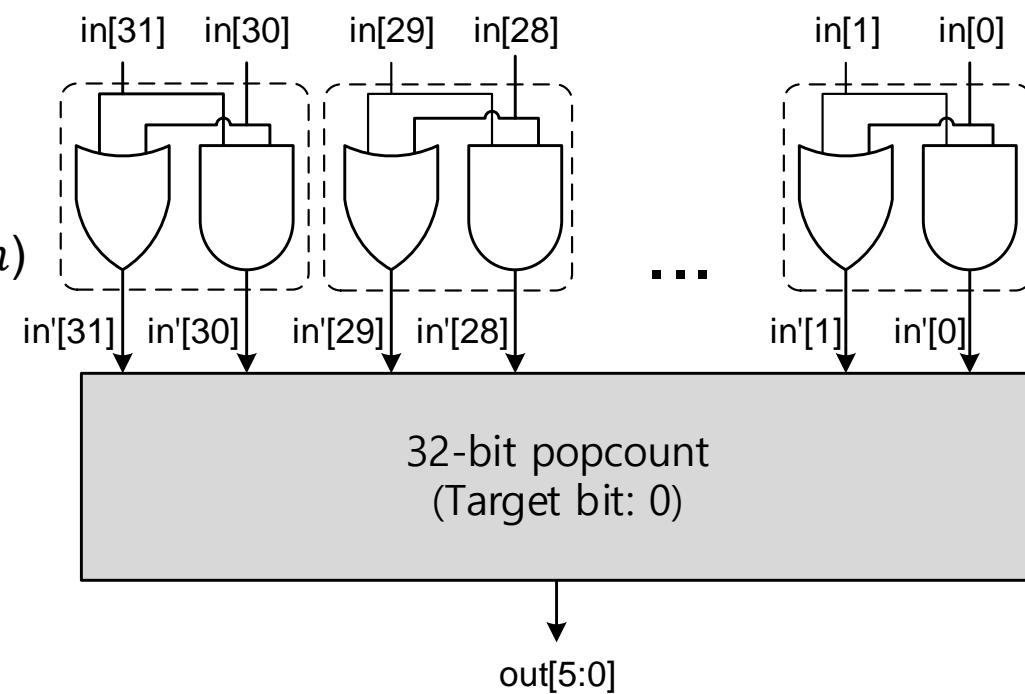 in[31] in[30] in[29] in[28] in[1] in[0]
n)
...
in'[31] in'[30] in'[29] in'[28] in'[1] in'[0]
32-bit popcount
(Target bit: 0)
out[5:0]